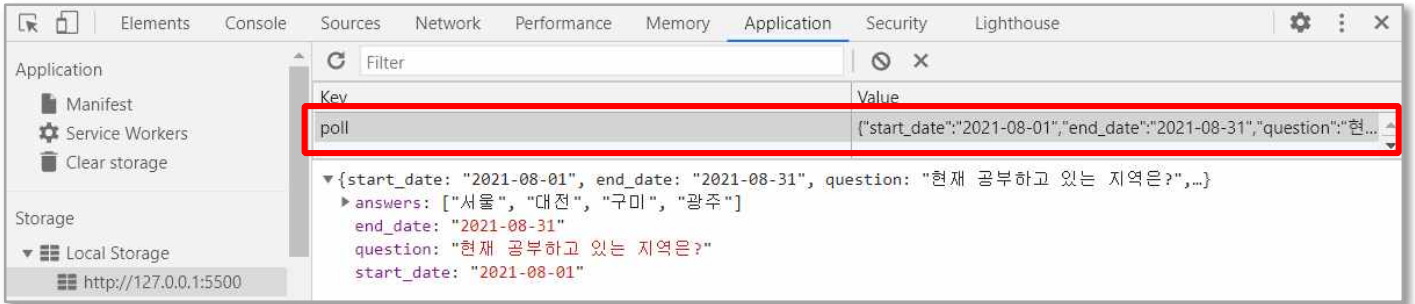 Elements Console Sources Network Performance Memory Application Security Lighthouse
Application
Manifest
Service Workers
Clear storage
Storage
Local Storage
http://127.0.0.1:5500
Filter
Key Value
poll {"start_date":"2021-08-01","end_date":"2021-08-31","question":"현...
{start_date: "2021-08-01", end_date: "2021-08-31", question: "현재 공부하고 있는 지역은?",…}
answers: ["서울", "대전", "구미", "광주"]
end_date: "2021-08-31"
question: "현재 공부하고 있는 지역은?"
start_date: "2021-08-01"